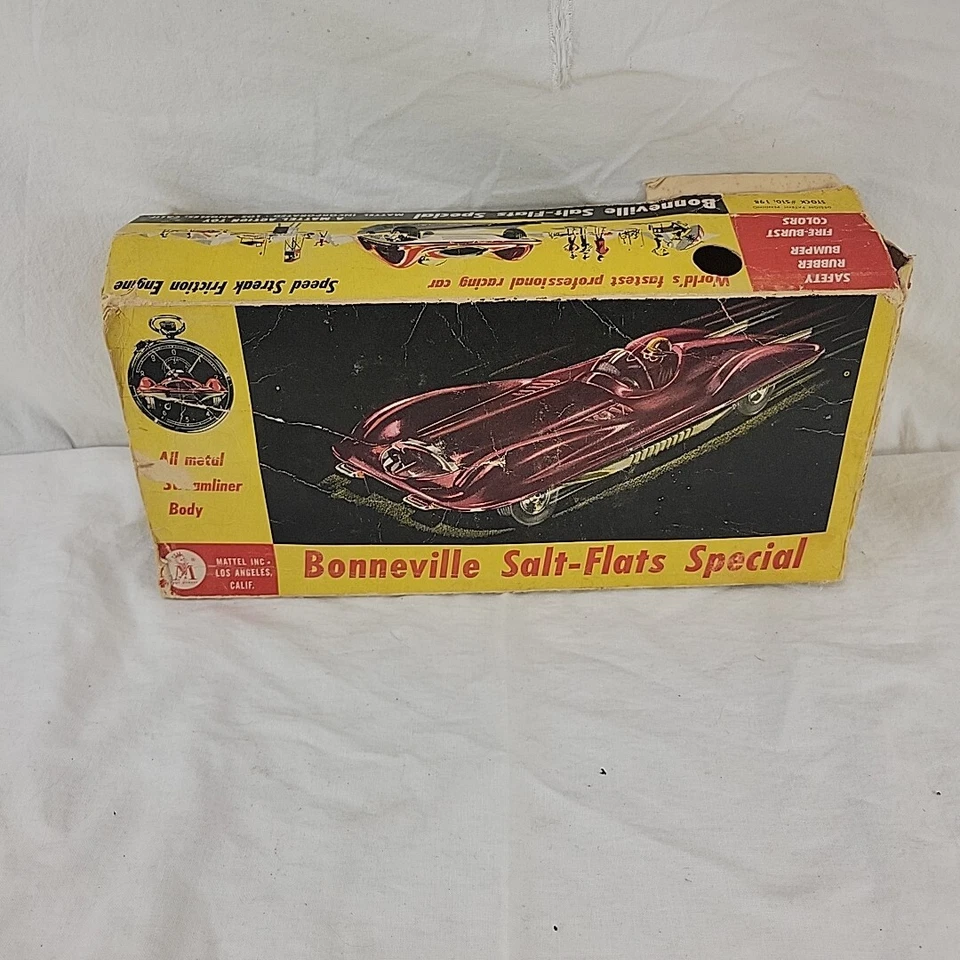 Bonneville Salt-Flats Special
STOCK #510:198
World's fastest professional racing car
Speed Streak Friction Engine
SAFETY
RUBBER
BUMPER
FIRE-BURST
COLORS
All metal
Body
MATTEL INC -
LOS ANGELES,
CALIF.
Bonneville Salt-Flats Special